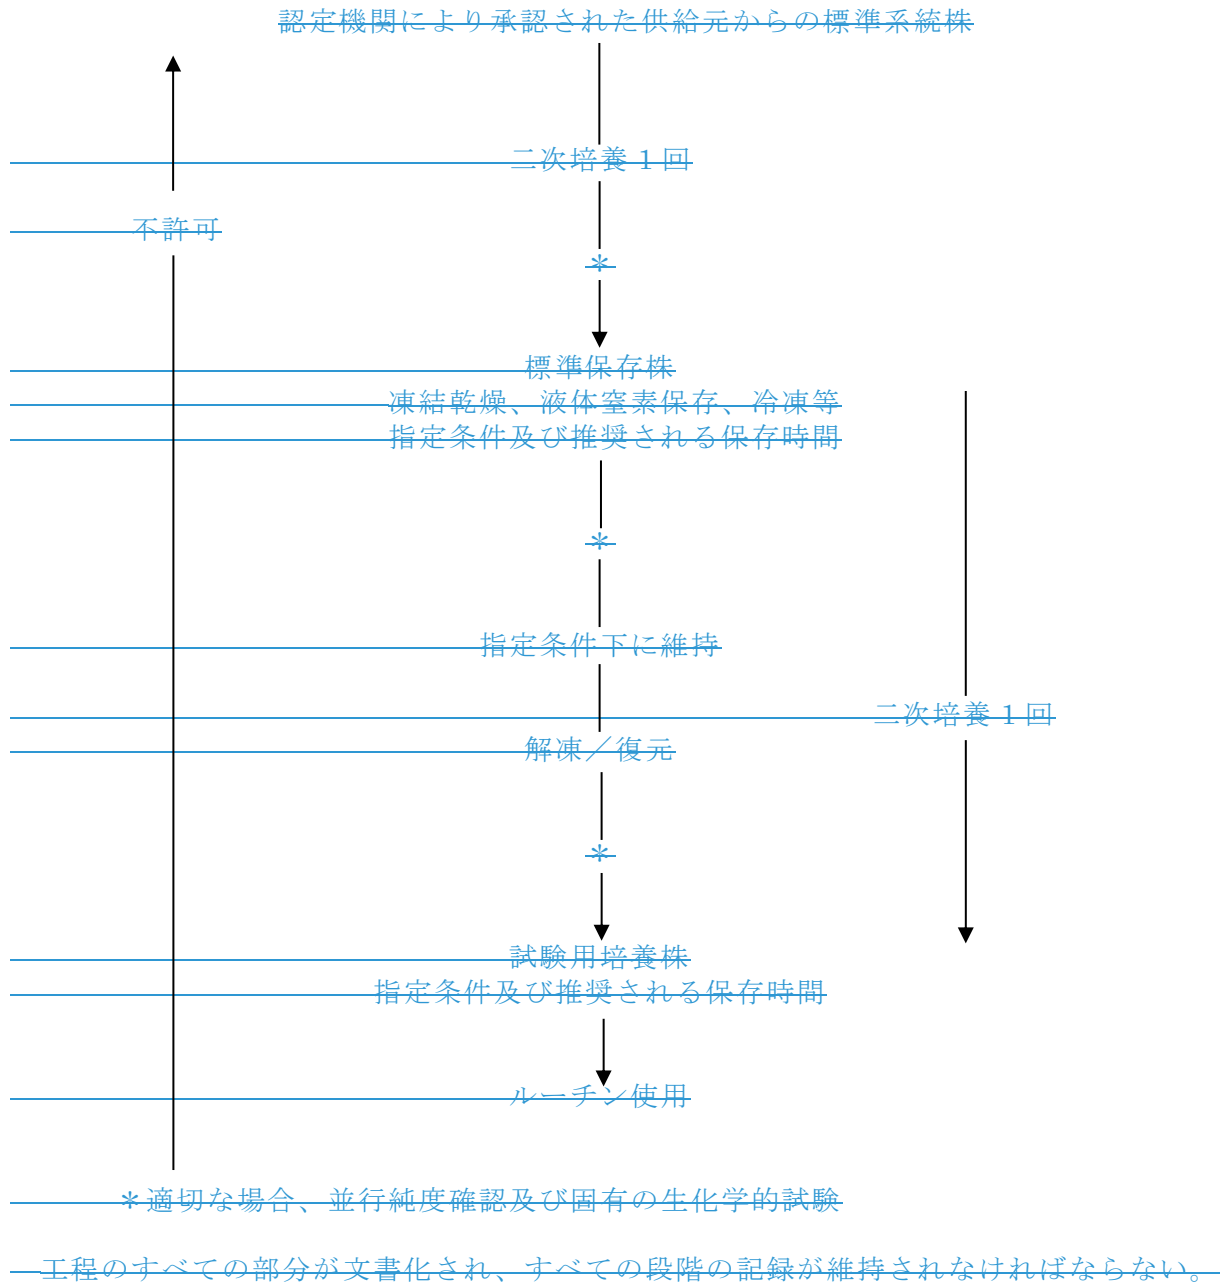 認定機関により承認された供給元からの標準系統株
二次培養 1 回
不許可
＊
標準保存株
凍結乾燥、液体窒素保存、冷凍等
指定条件及び推奨される保存時間
＊
指定条件下に維持
二次培養 1 回
解凍／復元
＊
試験用培養株
指定条件及び推奨される保存時間
ルーチン使用
＊適切な場合、並行純度確認及び固有の生化学的試験
工程のすべての部分が文書化され、すべての段階の記録が維持されなければならない。